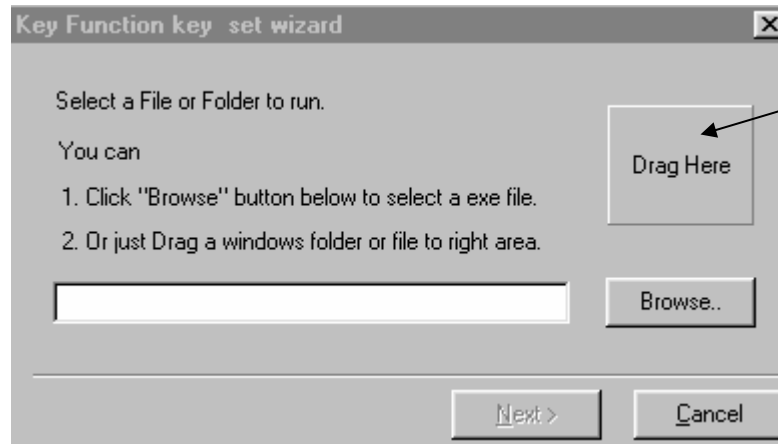 Key Function key set wizard
Select a File or Folder to run.
You can
Drag Here
1. Click "Browse" button below to select a exe file.
2. Or just Drag a windows folder or file to right area.
Browse..
Next >
Cancel